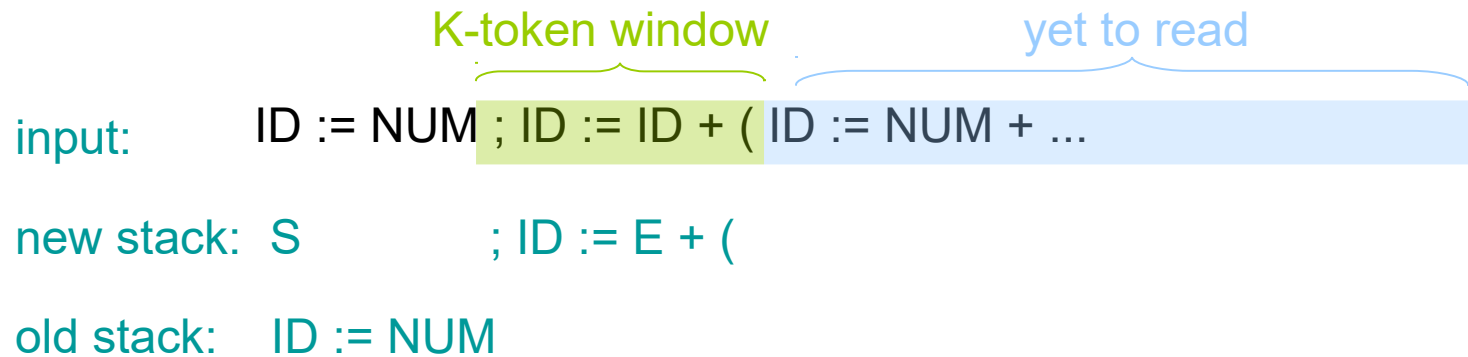 K-token window yet to read
input: ID := NUM ; ID := ID + ( ID := NUM + ...
new stack: S ; ID := E + (
old stack: ID := NUM